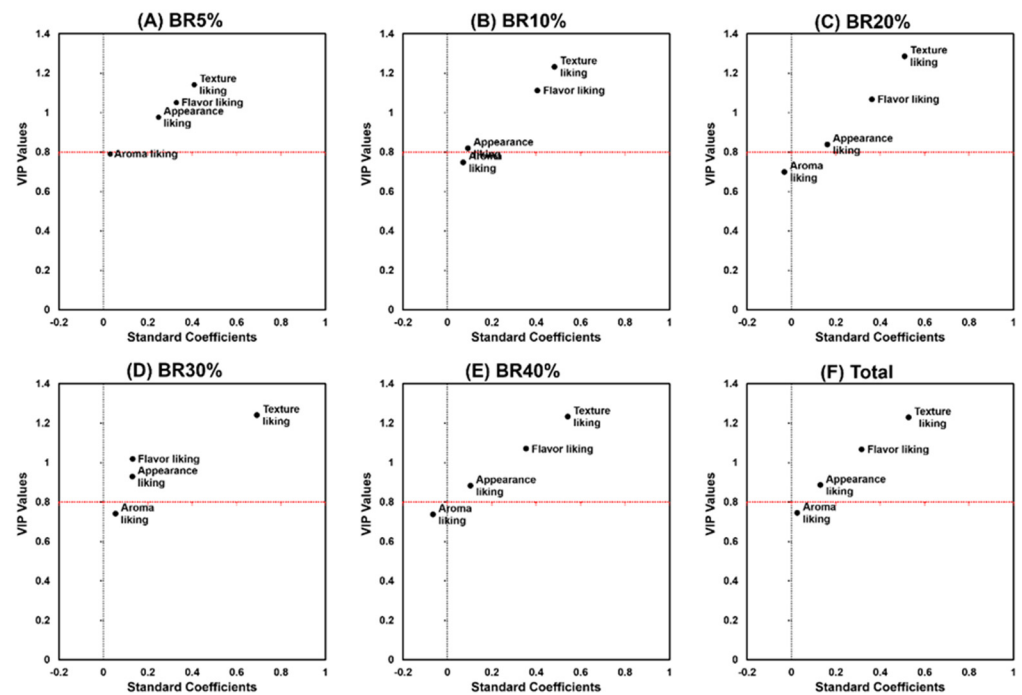 (A) BR5%
1.4
1.2
1
0.8
0.6
0.4
0.2
0
VIP Values
Texture
liking
Flavor liking
Appearance
liking
Aroma liking
-0.2 0 0.2 0.4 0.6 0.8 1
Standard Coefficients
(B) BR10%
1.4
1.2
1
0.8
0.6
0.4
0.2
0
VIP Values
Texture
liking
Flavor liking
Appearance
liking
Aroma
liking
-0.2 0 0.2 0.4 0.6 0.8 1
Standard Coefficients
(C) BR20%
1.4
1.2
1
0.8
0.6
0.4
0.2
0
VIP Values
Texture
liking
Flavor liking
Appearance
liking
Aroma
liking
-0.2 0 0.2 0.4 0.6 0.8 1
Standard Coefficients
(D) BR30%
1.4
1.2
1
0.8
0.6
0.4
0.2
0
VIP Values
Texture
liking
Flavor liking
Appearance
liking
Aroma
liking
-0.2 0 0.2 0.4 0.6 0.8 1
Standard Coefficients
(E) BR40%
1.4
1.2
1
0.8
0.6
0.4
0.2
0
VIP Values
Texture
liking
Flavor liking
Appearance
liking
Aroma
liking
-0.2 0 0.2 0.4 0.6 0.8 1
Standard Coefficients
(F) Total
1.4
1.2
1
0.8
0.6
0.4
0.2
0
VIP Values
Texture
liking
Flavor liking
Appearance
liking
Aroma
liking
-0.2 0 0.2 0.4 0.6 0.8 1
Standard Coefficients